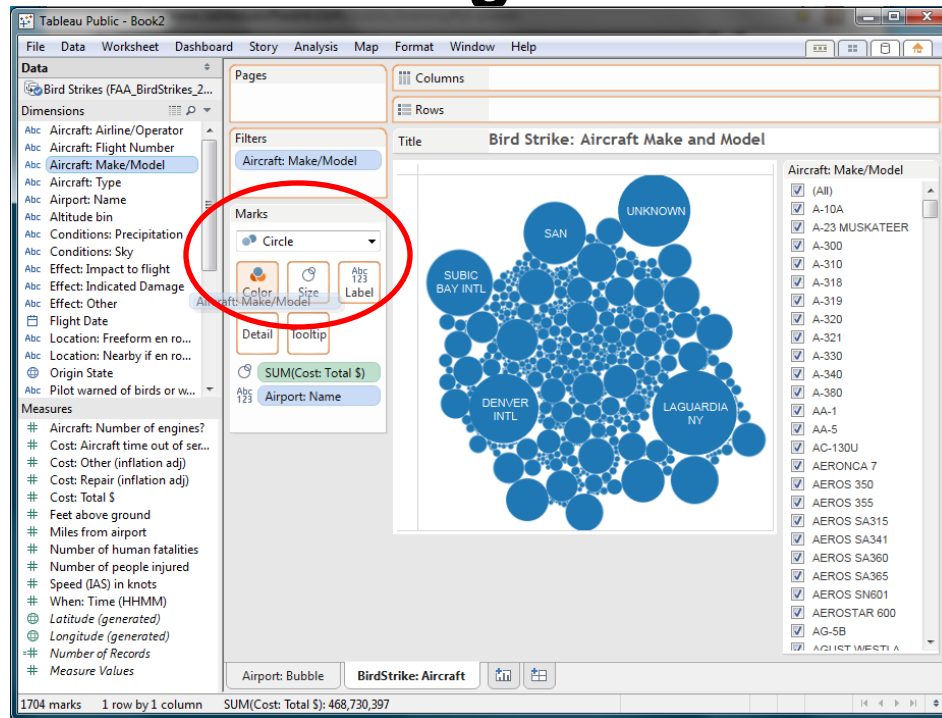 g
Tableau Public - Book2
File Data Worksheet Dashboard Story Analysis Map Format Window Help
Data
Bird Strikes (FAA_BirdStrikes_2...
Dimensions
Abc Aircraft: Airline/Operator
Abc Aircraft: Flight Number
Abc Aircraft: Make/Model
Abc Aircraft: Type
Abc Airport: Name
Abc Altitude bin
Abc Conditions: Precipitation
Abc Conditions: Sky
Abc Effect: Impact to flight
Abc Effect: Indicated Damage
Abc Effect: Other
Flight Date
Abc Location: Freeform en ro...
Abc Location: Nearby if en ro...
Origin State
Abc Pilot warned of birds or w...
Measures
# Aircraft: Number of engines?
# Cost: Aircraft time out of ser...
# Cost: Other (inflation adj)
# Cost: Repair (inflation adj)
# Cost: Total $
# Feet above ground
# Miles from airport
# Number of human fatalities
# Number of people injured
# Speed (IAS) in knots
# When: Time (HHMM)
Latitude (generated)
Longitude (generated)
=# Number of Records
# Measure Values
Pages
Filters
Aircraft: Make/Model
Marks
Circle
Color Size Abc 123 Label
Aircraft: Make/Model
Detail Tooltip
SUM(Cost: Total $)
Abc 123 Airport: Name
Columns
Rows
Title Bird Strike: Aircraft Make and Model
UNKNOWN
SAN
SUBIC
BAY INTL
DENVER
INTL
LAGUARDIA
NY
Aircraft: Make/Model
(All)
A-10A
A-23 MUSKATEER
A-300
A-310
A-318
A-319
A-320
A-321
A-330
A-340
A-380
AA-1
AA-5
AC-130U
AERONCA 7
AEROS 350
AEROS 355
AEROS SA315
AEROS SA341
AEROS SA360
AEROS SA365
AEROS SN601
AEROSTAR 600
AG-5B
AGUST WESTLA
Airport: Bubble BirdStrike: Aircraft
1704 marks 1 row by 1 column SUM(Cost: Total $): 468,730,397